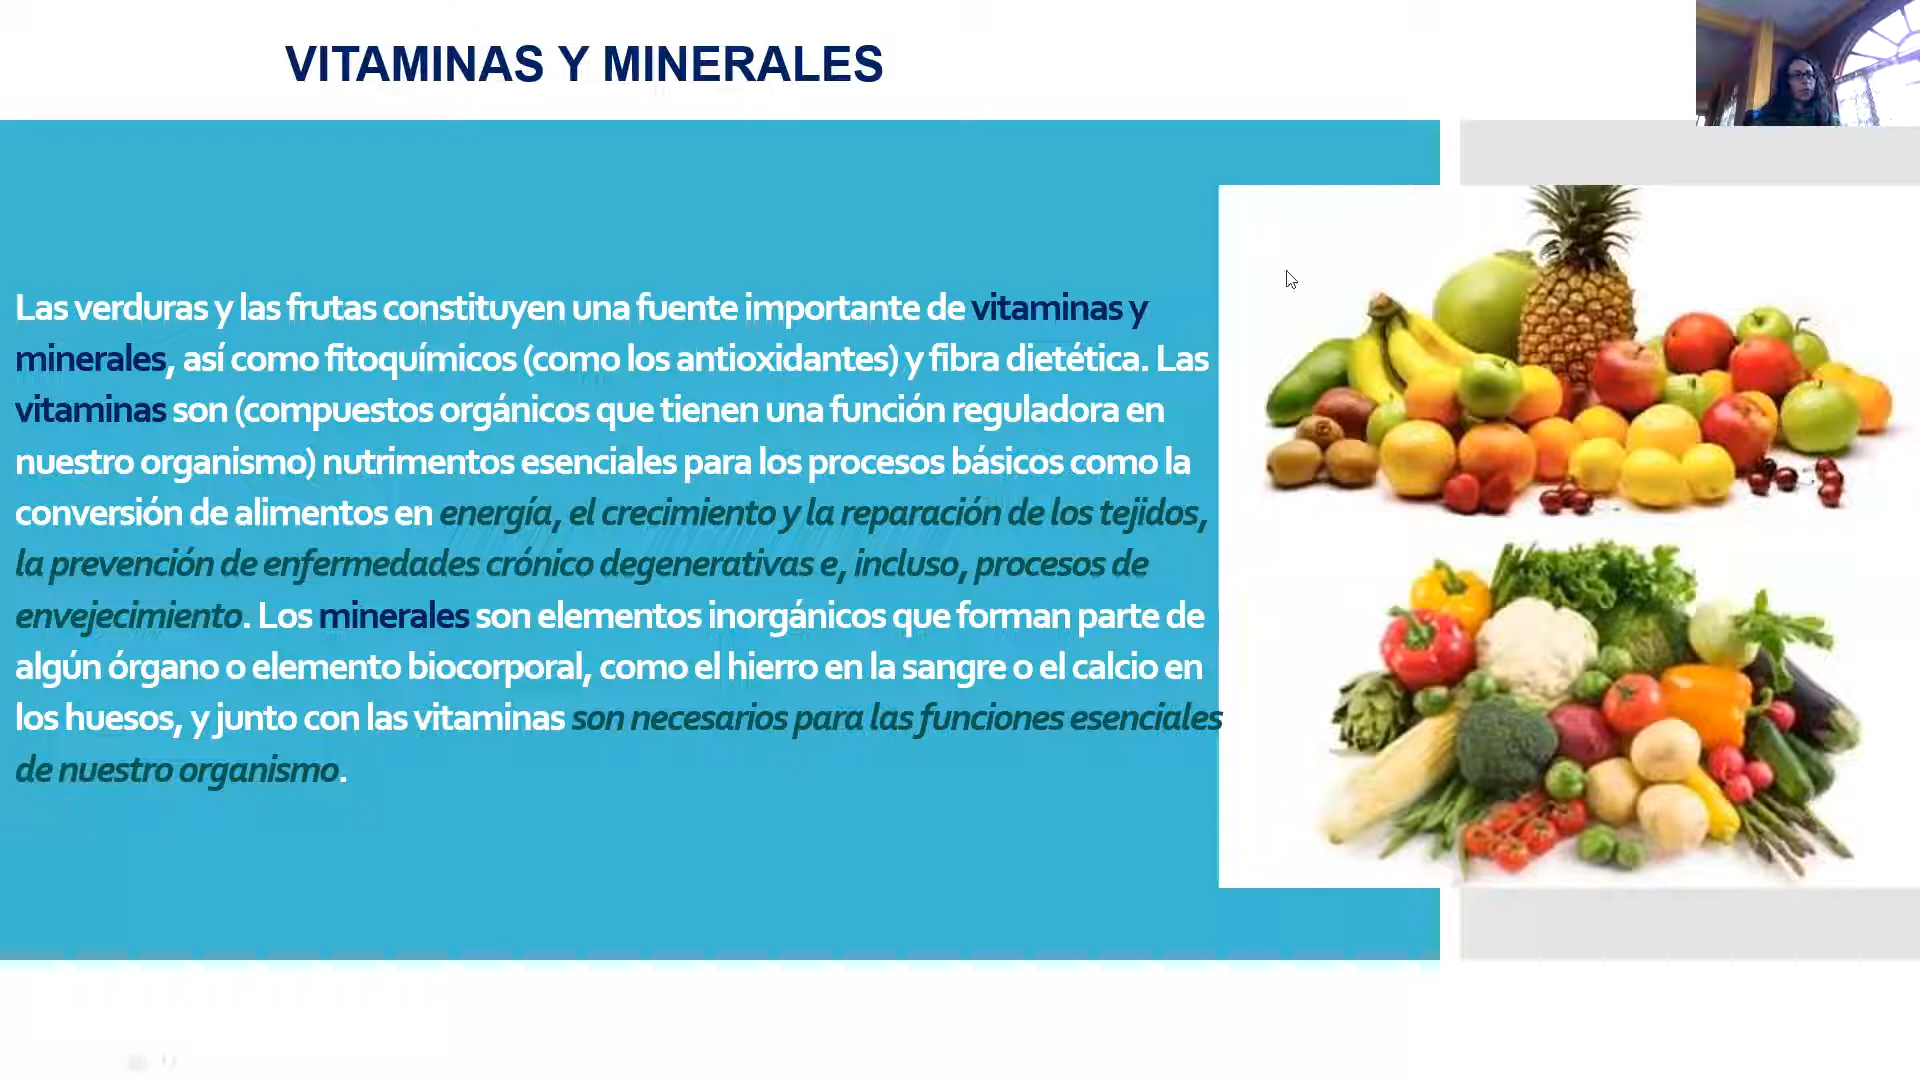 VITAMINAS Y MINERALES
Las verduras y las frutas constituyen una fuente importante de vitaminas y
minerales, así como fitoquímicos (como los antioxidantes) y fibra dietética. Las
vitaminas son (compuestos orgánicos que tienen una función reguladora en
nuestro organismo) nutrimentos esenciales para los procesos básicos como la
conversión de alimentos en energía, el crecimiento y la reparación de los tejidos,
la prevención de enfermedades crónico degenerativas e, incluso, procesos de
envejecimiento. Los minerales son elementos inorgánicos que forman parte de
algún órgano o elemento biocorporal, como el hierro en la sangre o el calcio en
los huesos, y junto con las vitaminas son necesarios para las funciones esenciales
de nuestro organismo.